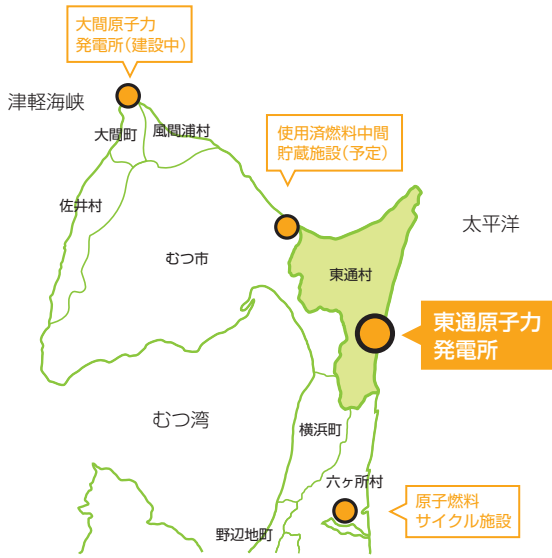 大間原子力
発電所(建設中)
津軽海峡
大間町
風間浦村
使用済燃料中間
貯蔵施設(予定)
佐井村
太平洋
むつ市
東通村
東通原子力
発電所
むつ湾
横浜町
六ヶ所村
原子燃料
サイクル施設
野辺地町